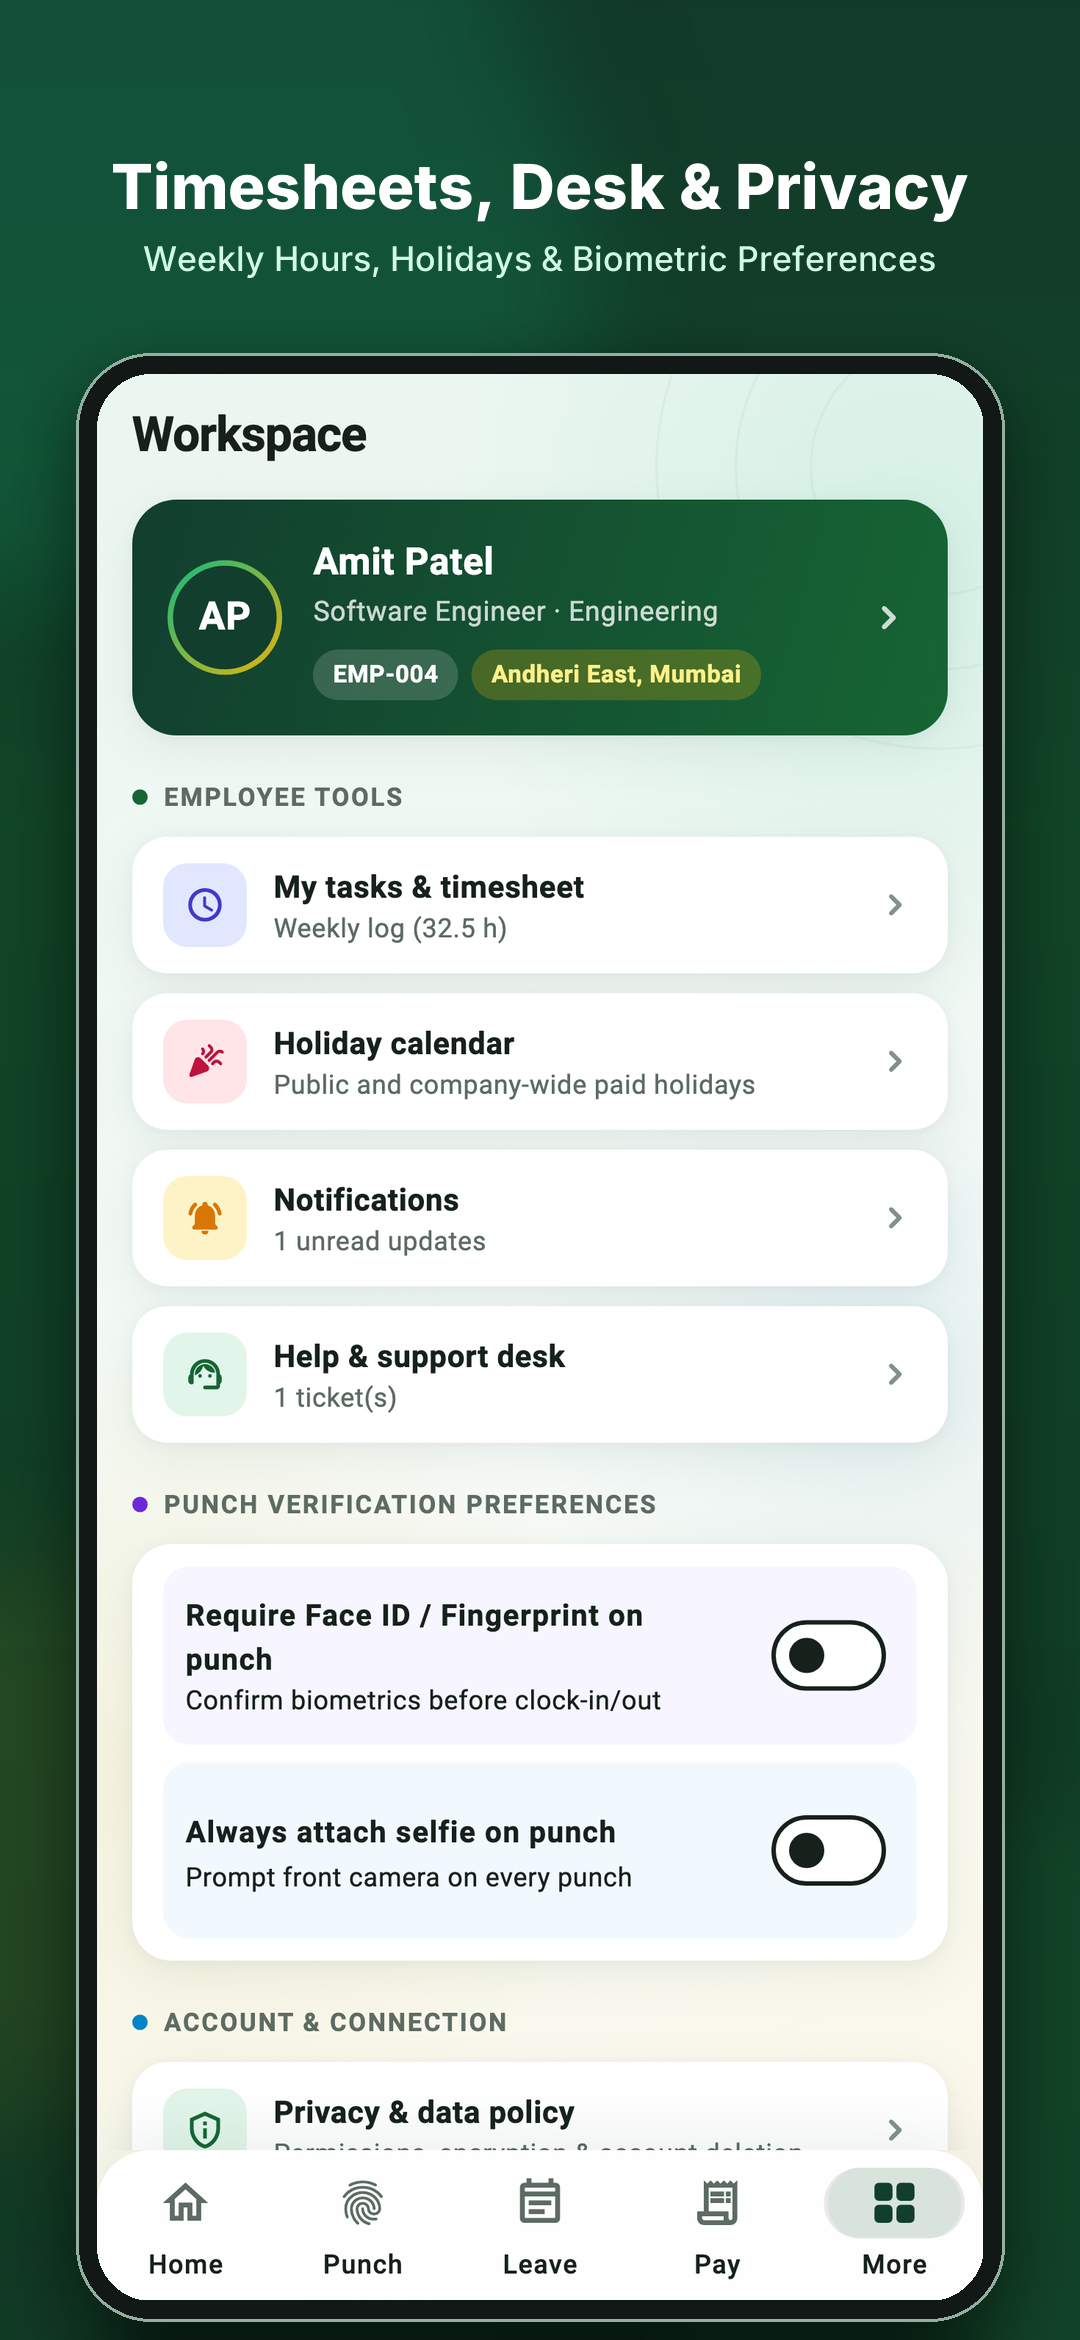 Timesheets, Desk & Privacy
Weekly Hours, Holidays & Biometric Preferences
Workspace
AP
Amit Patel
Software Engineer · Engineering
EMP-004
Andheri East, Mumbai
EMPLOYEE TOOLS
My tasks & timesheet
Weekly log (32.5 h)
Holiday calendar
Public and company-wide paid holidays
Notifications
1 unread updates
Help & support desk
1 ticket(s)
PUNCH VERIFICATION PREFERENCES
Require Face ID / Fingerprint on
punch
Confirm biometrics before clock-in/out
Always attach selfie on punch
Prompt front camera on every punch
ACCOUNT & CONNECTION
Privacy & data policy
Permissions, encryption & account deletion
Home
Punch
Leave
Pay
More